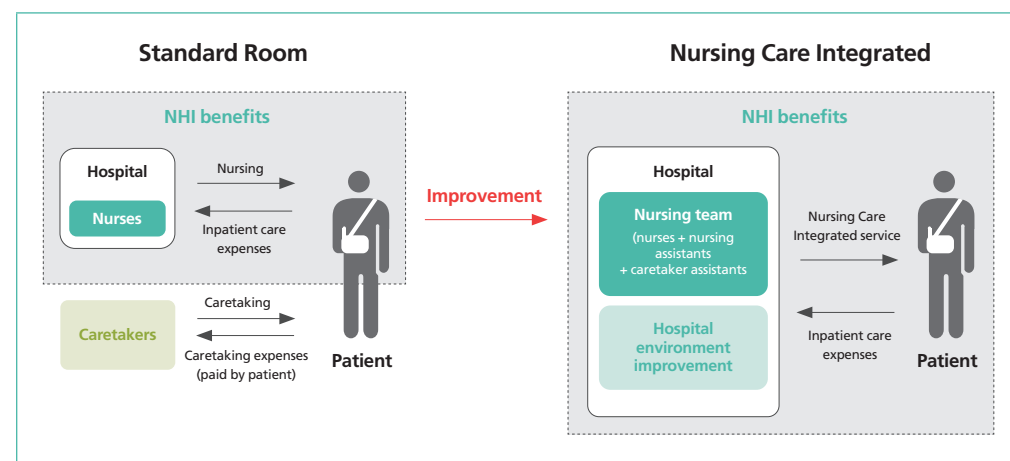 Standard Room
NHI benefits
Hospital
Nurses
Nursing
Inpatient care
expenses
Caretakers
Caretaking
Caretaking expenses
(paid by patient)
Patient
Improvement
Nursing Care Integrated
NHI benefits
Hospital
Nursing team
(nurses + nursing
assistants
+ caretaker assistants
Hospital
environment
improvement
Nursing Care
Integrated service
Inpatient care
expenses
Patient